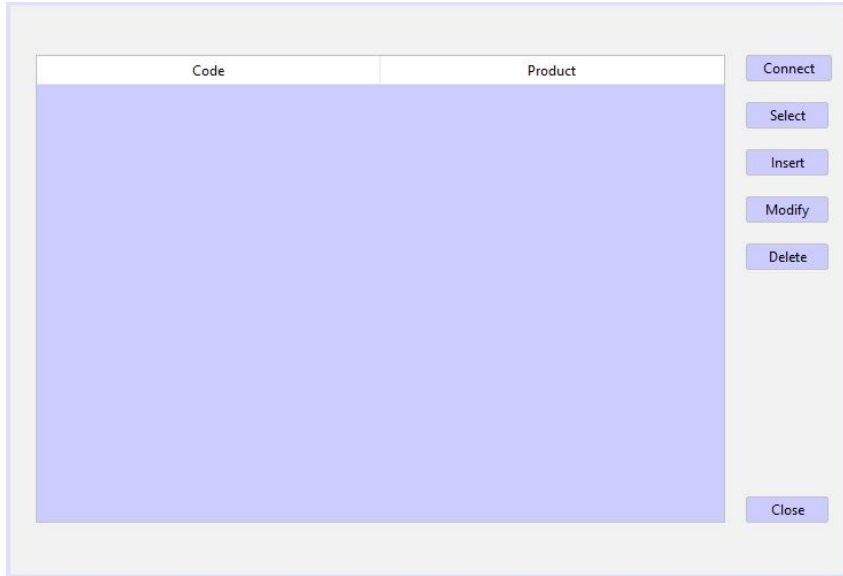 Code Product Connect
Select
Insert
Modify
Delete
Close